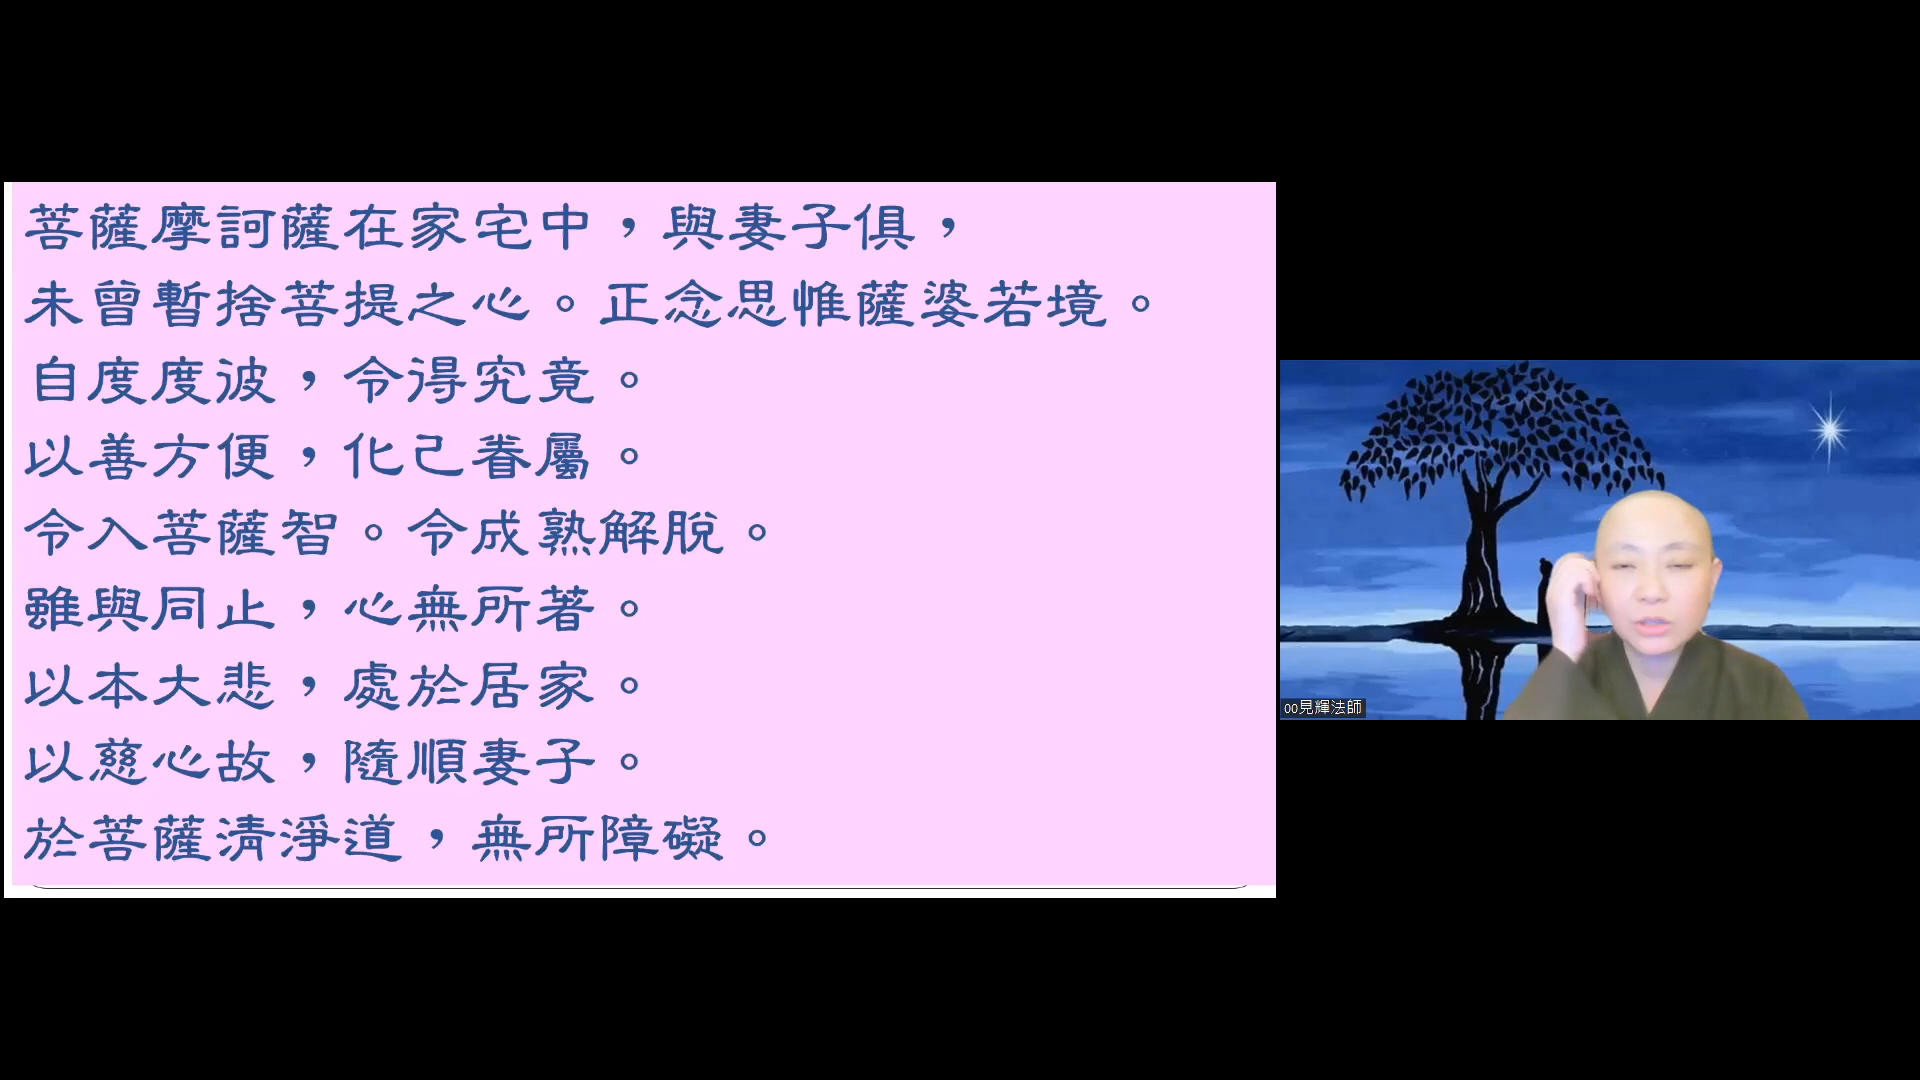 菩薩摩訶薩在家宅中，與妻子俱，
未曾暫捨菩提之心。正念思惟薩婆若境。
自度度彼，令得究竟。
以善方便，化己眷屬。
令入菩薩智。令成熟解脫。
雖與同止，心無所著。
以本大悲，處於居家。
以慈心故，隨順妻子。
於菩薩清淨道，無所障礙。
oo見輝法師